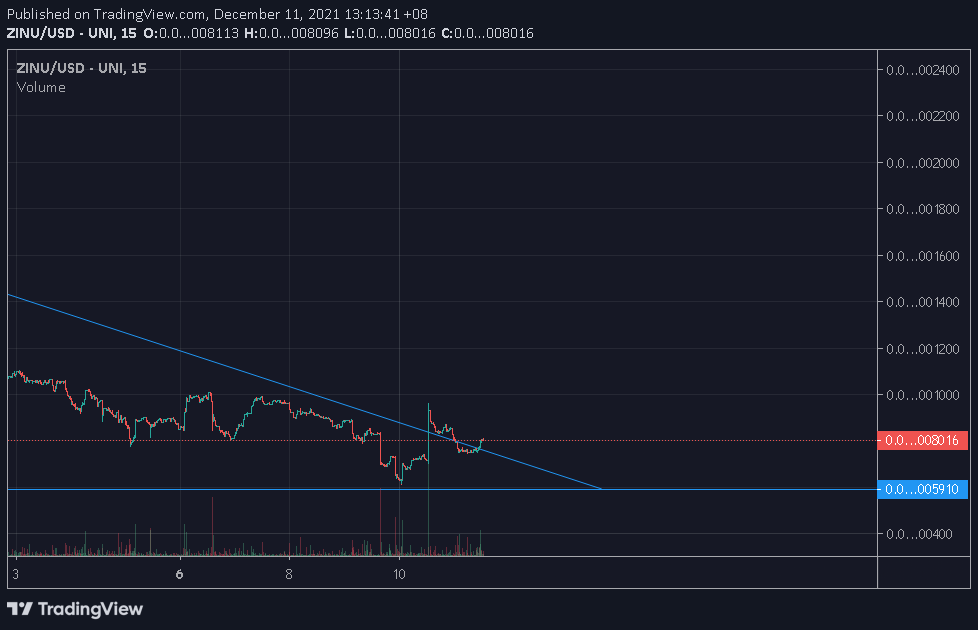 Published on TradingView.com, December 11, 2021 13:13:41 +08
ZINU/USD - UNI, 15 O:0.0...008113 H:0.0...008096 L:0.0...008016 C:0.0...008016
ZINU/USD - UNI, 15
Volume
0.0...002400
0.0...002200
0.0...002000
0.0...001800
0.0...001600
0.0...001400
0.0...001200
0.0...001000
0.0...008016
0.0...005910
0.0...00400
3 6 8 10
TradingView